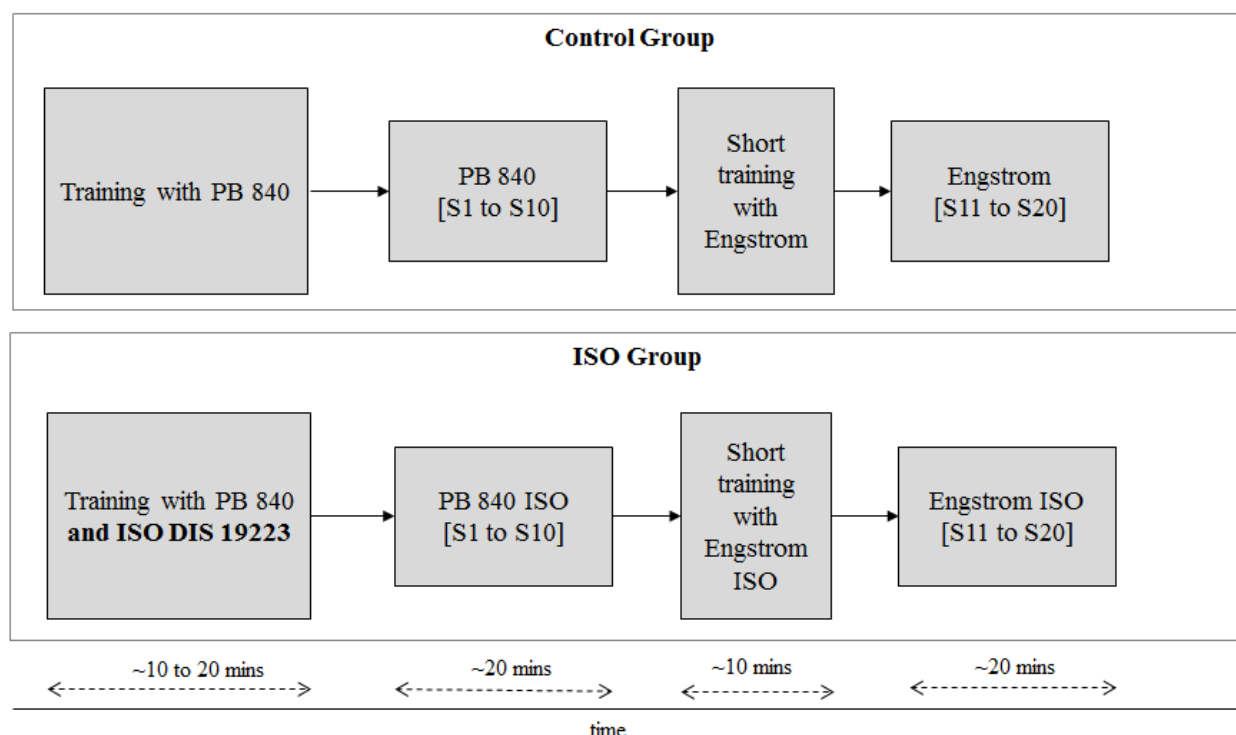 Control Group
Training with PB 840
PB 840
[S1 to S10]
Short
training
with
Engstrom
Engstrom
[S11 to S20]
ISO Group
Training with PB 840
and ISO DIS 19223
PB 840 ISO
[S1 to S10]
Short
training
with
Engstrom
ISO
Engstrom ISO
[S11 to S20]
~10 to 20 mins
~20 mins
~10 mins
~20 mins
time